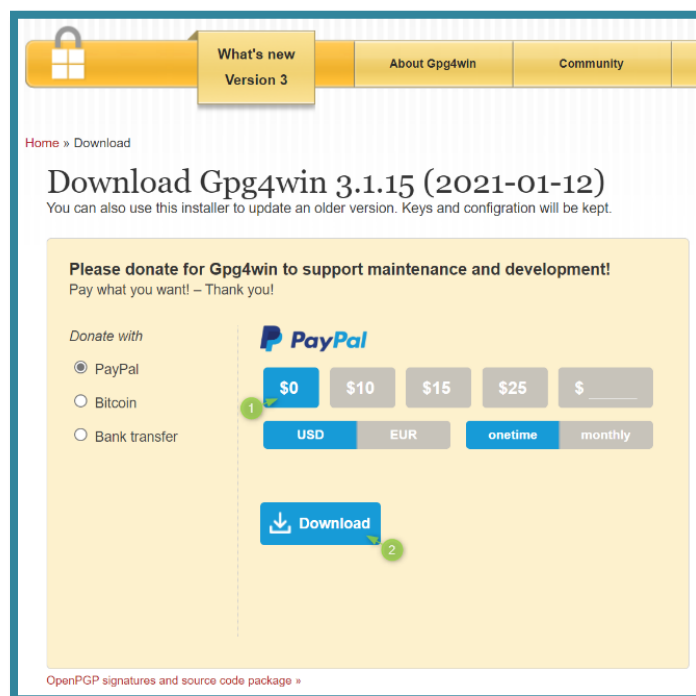 What's new
Version 3
About Gpg4win
Community
Home » Download
Download Gpg4win 3.1.15 (2021-01-12)
You can also use this installer to update an older version. Keys and configration will be kept.
Please donate for Gpg4win to support maintenance and development!
Pay what you want! – Thank you!
Donate with
PayPal
PayPal
Bitcoin
Bank transfer
$0
$10
$15
$25
$ ______
1
USD
EUR
onetime
monthly
Download
2
OpenPGP signatures and source code package »